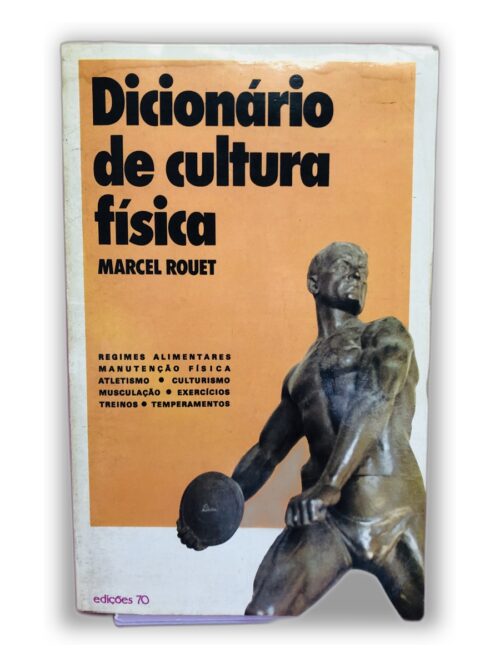 Dicionário
de cultura
física
MARCEL ROUET
REGIMES ALIMENTARES
MANUTENÇÃO FÍSICA
ATLETISMO • CULTURISMO
MUSCULAÇÃO • EXERCÍCIOS
TREINOS • TEMPERAMENTOS
edições 70